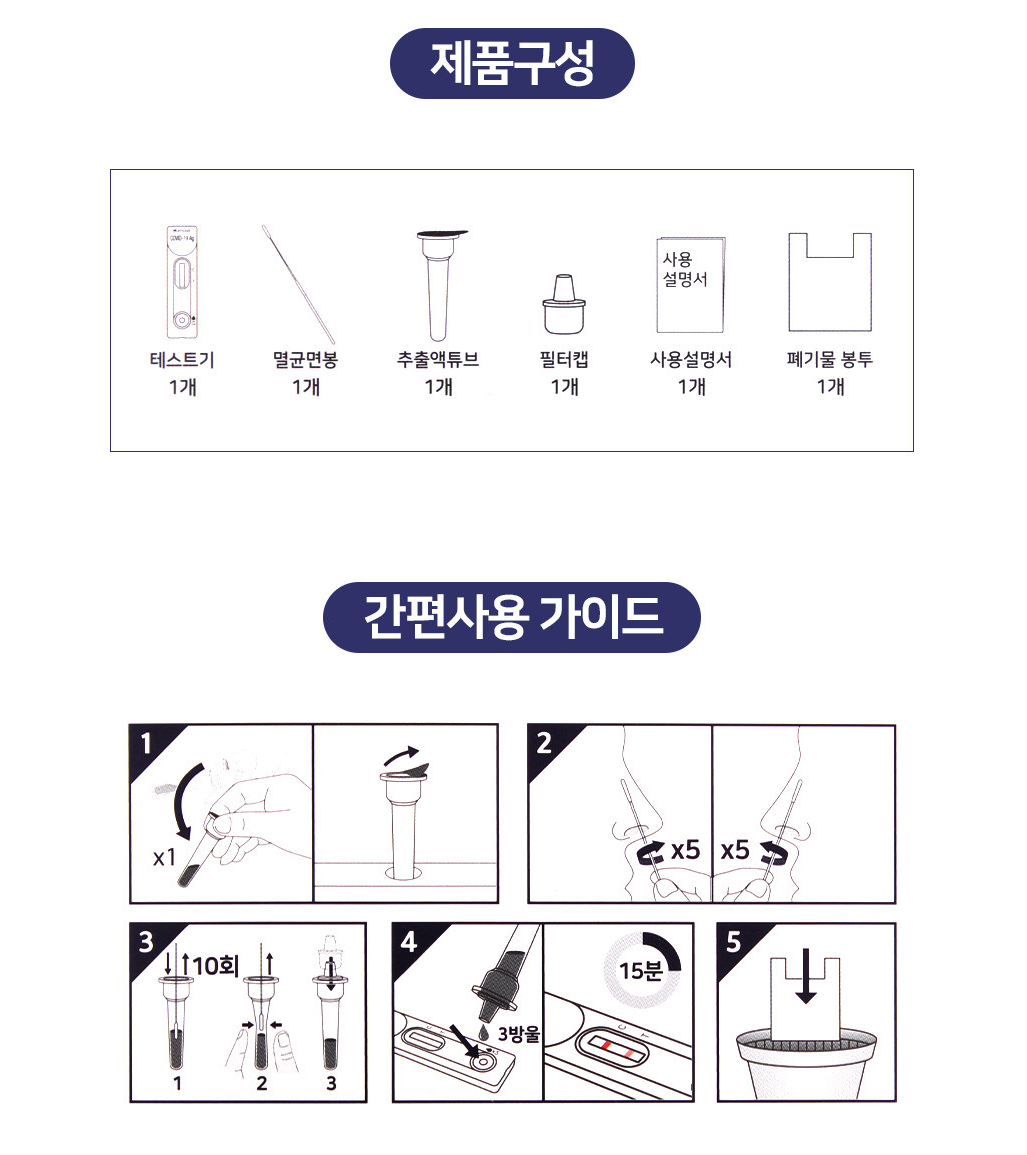 제품구성
COVID-19 Ag
사용
설명서
테스트기
1개
멸균면봉
1개
추출액튜브
1개
필터캡
1개
사용설명서
1개
폐기물 봉투
1개
간편사용 가이드
1
x1
2
x5
x5
3
10회
1
2
3
4
3방울
C T
15분
C T
5